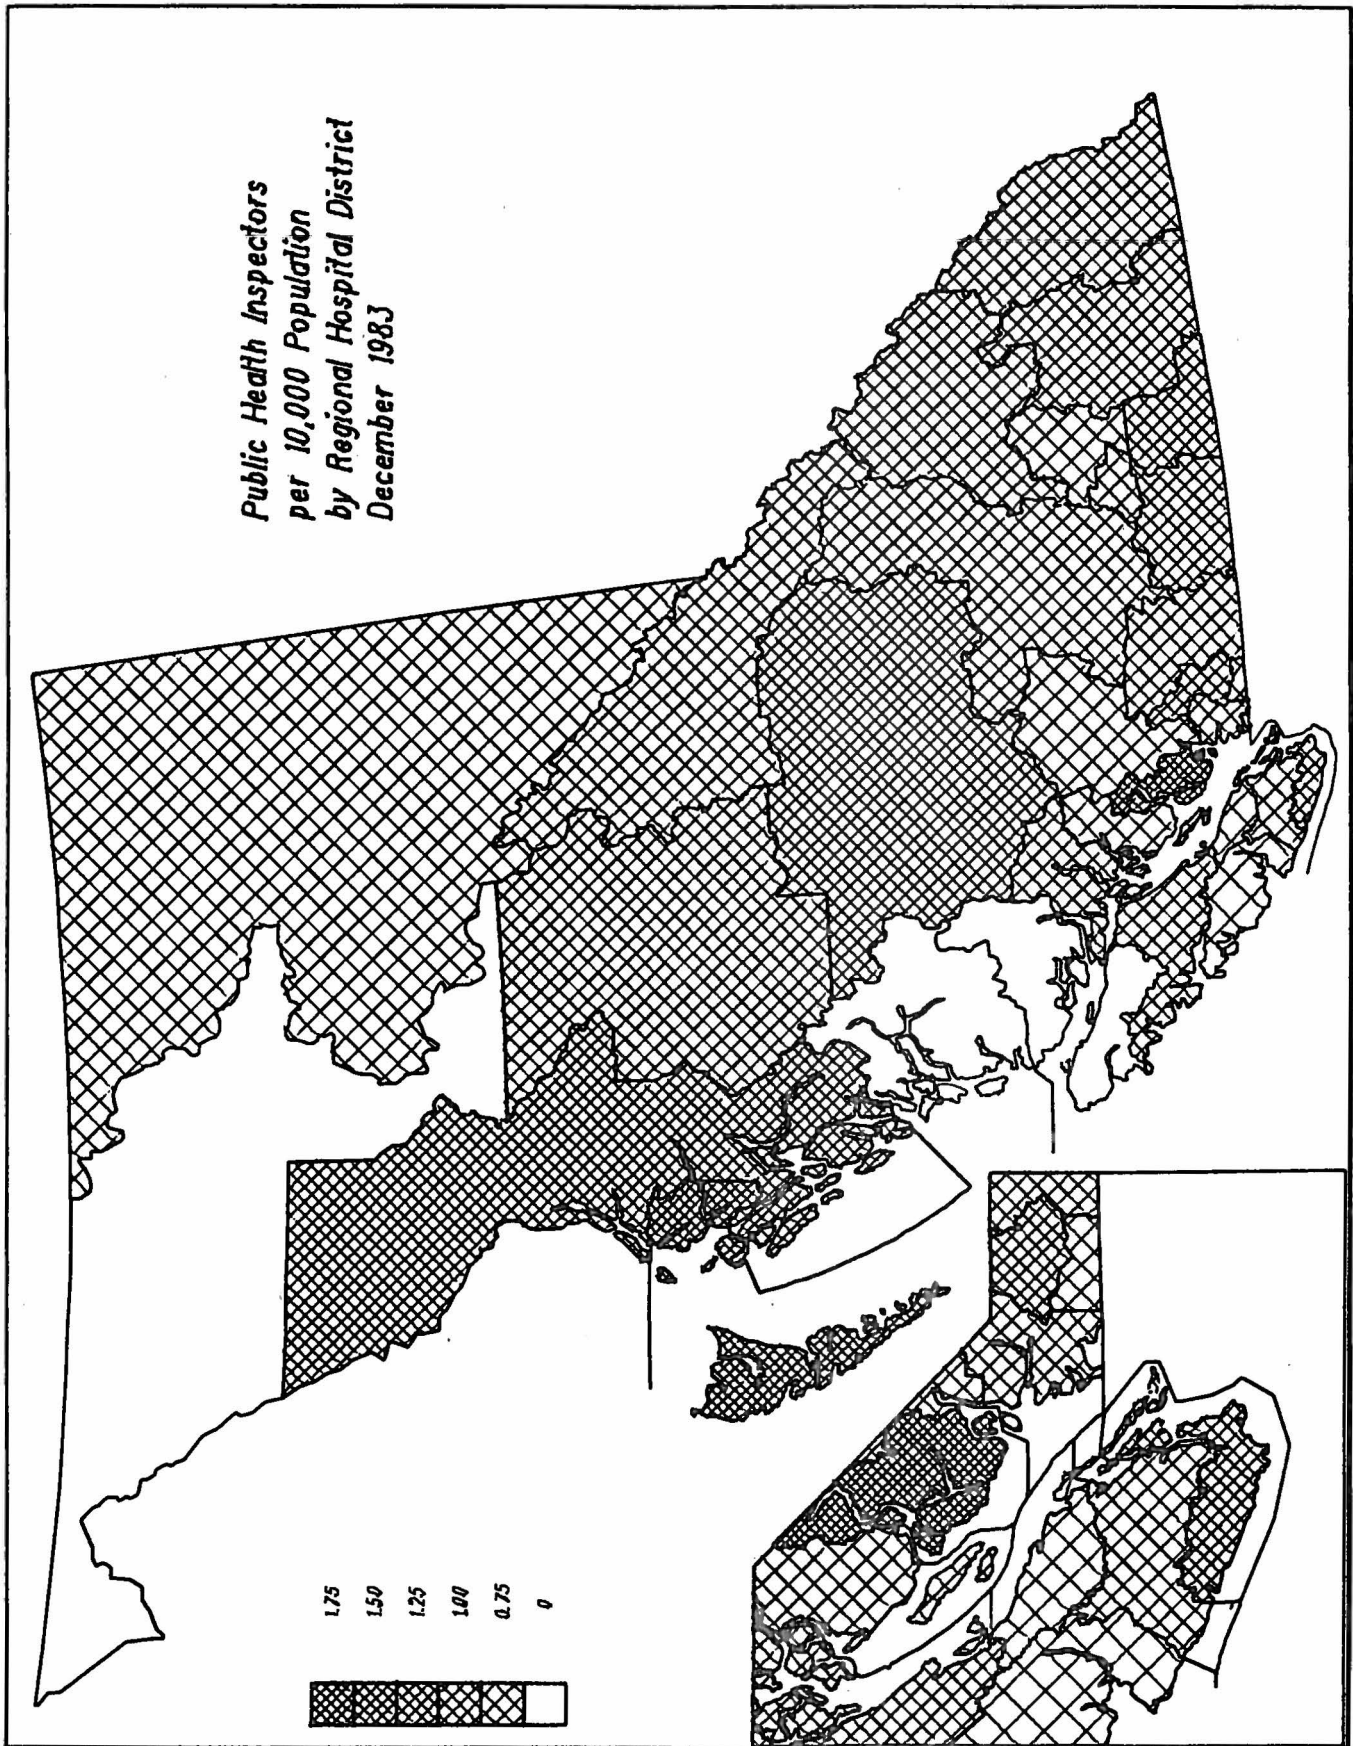 Public Health Inspectors
per 10,000 Population
by Regional Hospital District
December 1983
1.75
1.50
1.25
1.00
0.75
0